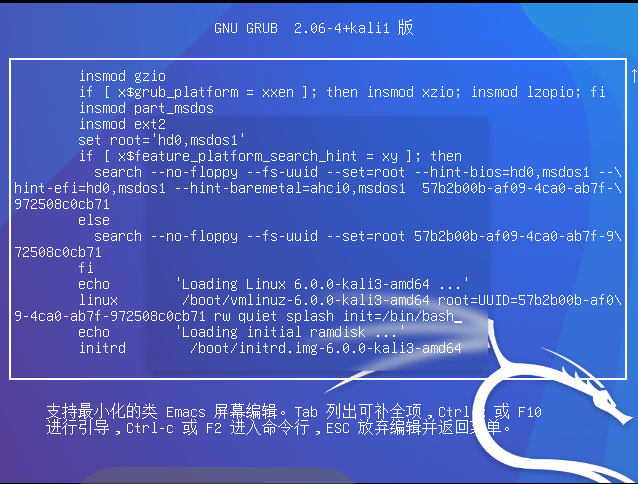 GNU GRUB 2.06-4+kali1 版
insmod gzio
if [ x$grub_platform = xxen ]; then insmod xzio; insmod lzopio; fi
insmod part_msdos
insmod ext2
set root='hd0,msdos1'
if [ x$feature_platform_search_hint = xy ]; then
search --no-floppy --fs-uuid --set=root --hint-bios=hd0,msdos1 --\
hint-efi=hd0,msdos1 --hint-baremetal=ahci0,msdos1 57b2b00b-af09-4ca0-ab7f-\
972508c0cb71
else
search --no-floppy --fs-uuid --set=root 57b2b00b-af09-4ca0-ab7f-9\
72508c0cb71
fi
echo 'Loading Linux 6.0.0-kali3-amd64 ...'
linux /boot/vmlinuz-6.0.0-kali3-amd64 root=UUID=57b2b00b-af0\
9-4ca0-ab7f-972508c0cb71 rw quiet splash init=/bin/bash_
echo 'Loading initial ramdisk ...'
initrd /boot/initrd.img-6.0.0-kali3-amd64
支持最小化的类 Emacs 屏幕编辑。Tab 列出可补全项,Ctrl- 或 F10
进行引导,Ctrl-c 或 F2 进入命令行,ESC 放弃编辑并返回菜单。